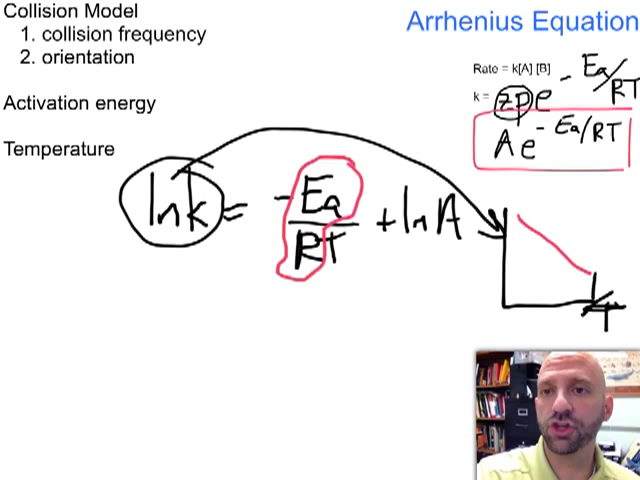 Collision Model
1. collision frequency
2. orientation
Activation energy
Temperature
Arrhenius Equation
Rate = k[A] [B]
k = zpe - Ea/RT
Ae - Ea/RT
lnk = - Ea/RT + lnA
1/T